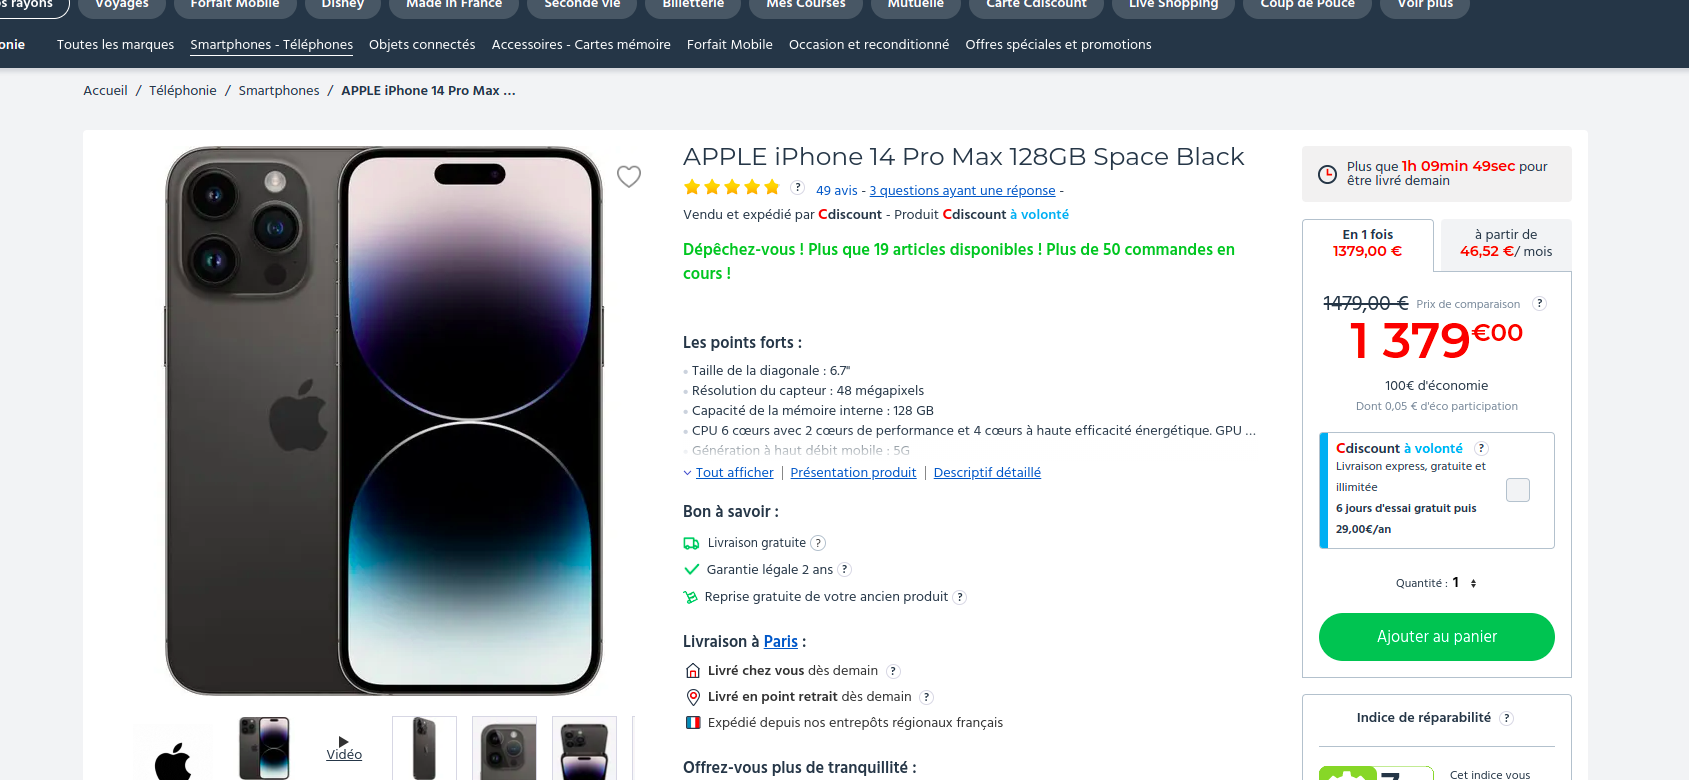 os rayons
Voyages
Forfait Mobile
Disney
Made in France
Seconde vie
Billetterie
Mes Courses
Mutuelle
Carte Cdiscount
Live Shopping
Coup de Pouce
Voir plus
onie
Toutes les marques
Smartphones - Téléphones
Objets connectés
Accessoires - Cartes mémoire
Forfait Mobile
Occasion et reconditionné
Offres spéciales et promotions
Accueil / Téléphonie / Smartphones / APPLE iPhone 14 Pro Max ...
APPLE iPhone 14 Pro Max 128GB Space Black
? 49 avis - 3 questions ayant une réponse -
Vendu et expédié par Cdiscount - Produit Cdiscount à volonté
Dépêchez-vous ! Plus que 19 articles disponibles ! Plus de 50 commandes en
cours !
Les points forts :
Taille de la diagonale : 6.7"
Résolution du capteur : 48 mégapixels
Capacité de la mémoire interne : 128 GB
CPU 6 cœurs avec 2 cœurs de performance et 4 cœurs à haute efficacité énergétique. GPU ...
Génération à haut débit mobile : 5G
Tout afficher | Présentation produit | Descriptif détaillé
Bon à savoir :
Livraison gratuite ?
Garantie légale 2 ans ?
Reprise gratuite de votre ancien produit ?
Livraison à Paris :
Livré chez vous dès demain ?
Livré en point retrait dès demain ?
Expédié depuis nos entrepôts régionaux français
Offrez-vous plus de tranquillité :
Vidéo
Plus que 1h 09min 49sec pour
être livré demain
En 1 fois
1379,00 €
à partir de
46,52 €/ mois
1479,00 € Prix de comparaison ?
1 379€00
100€ d'économie
Dont 0,05 € d'éco participation
Cdiscount à volonté ?
Livraison express, gratuite et
illimitée
6 jours d'essai gratuit puis
29,00€/an
Quantité : 1
Ajouter au panier
Indice de réparabilité ?
Cet indice vous